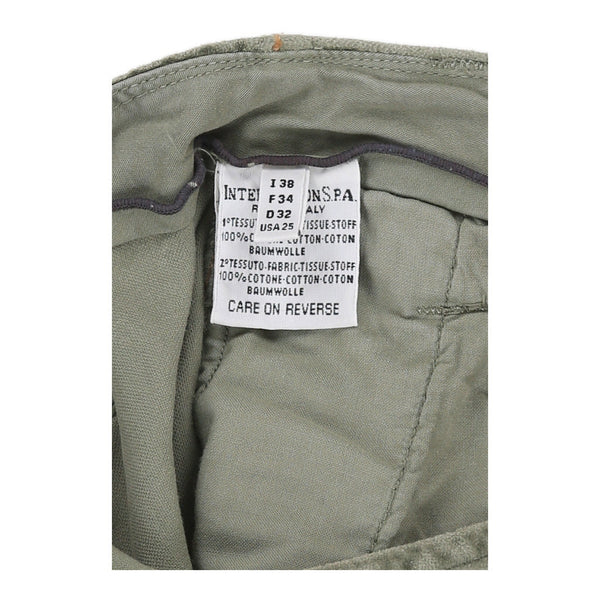 I 38
F 34
D 32
USA 25
S.P.A.
1°TESSUTO-FABRIC-TISSUE-STOFF
100% COTONE-COTTON-COTON
BAUMWOLLE
2°TESSUTO-FABRIC-TISSUE-STOFF
100% COTONE-COTTON-COTON
BAUMWOLLE
CARE ON REVERSE